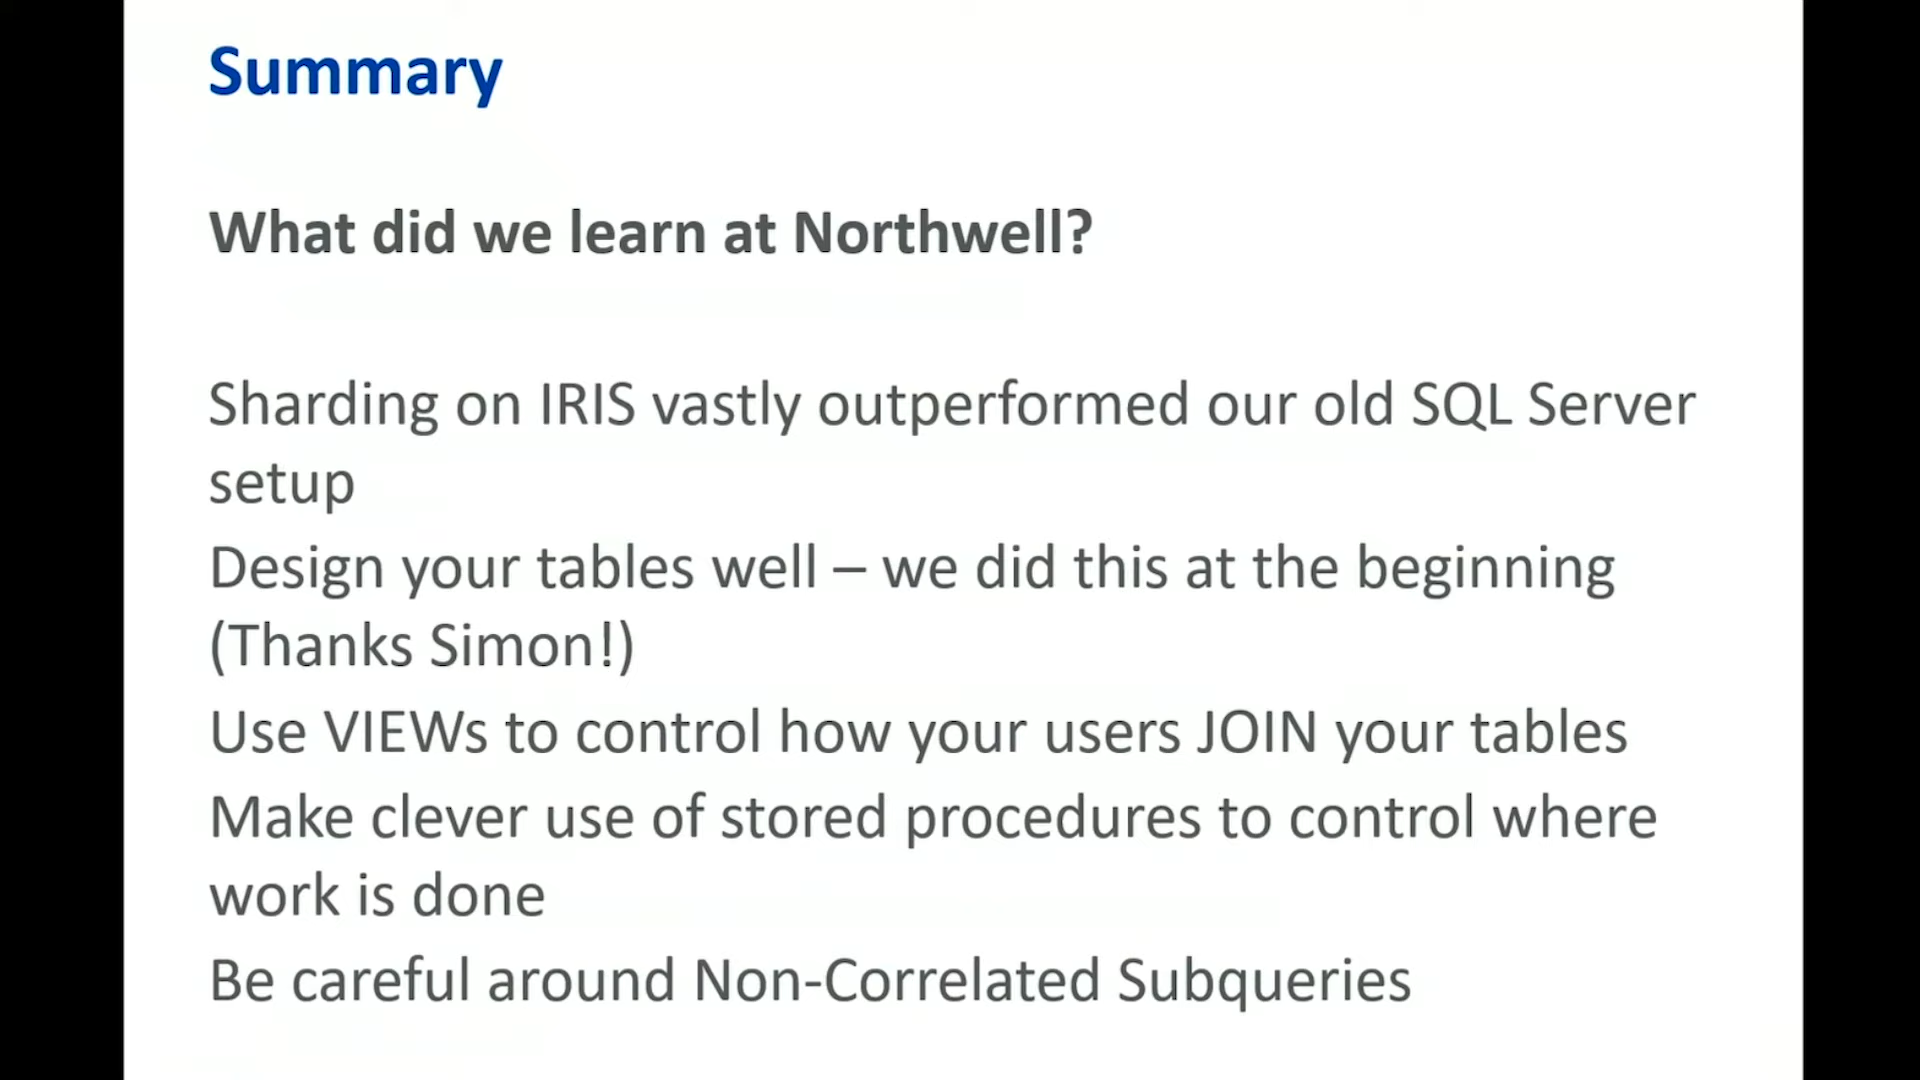 Summary
What did we learn at Northwell?
Sharding on IRIS vastly outperformed our old SQL Server
setup
Design your tables well – we did this at the beginning
(Thanks Simon!)
Use VIEWs to control how your users JOIN your tables
Make clever use of stored procedures to control where
work is done
Be careful around Non-Correlated Subqueries